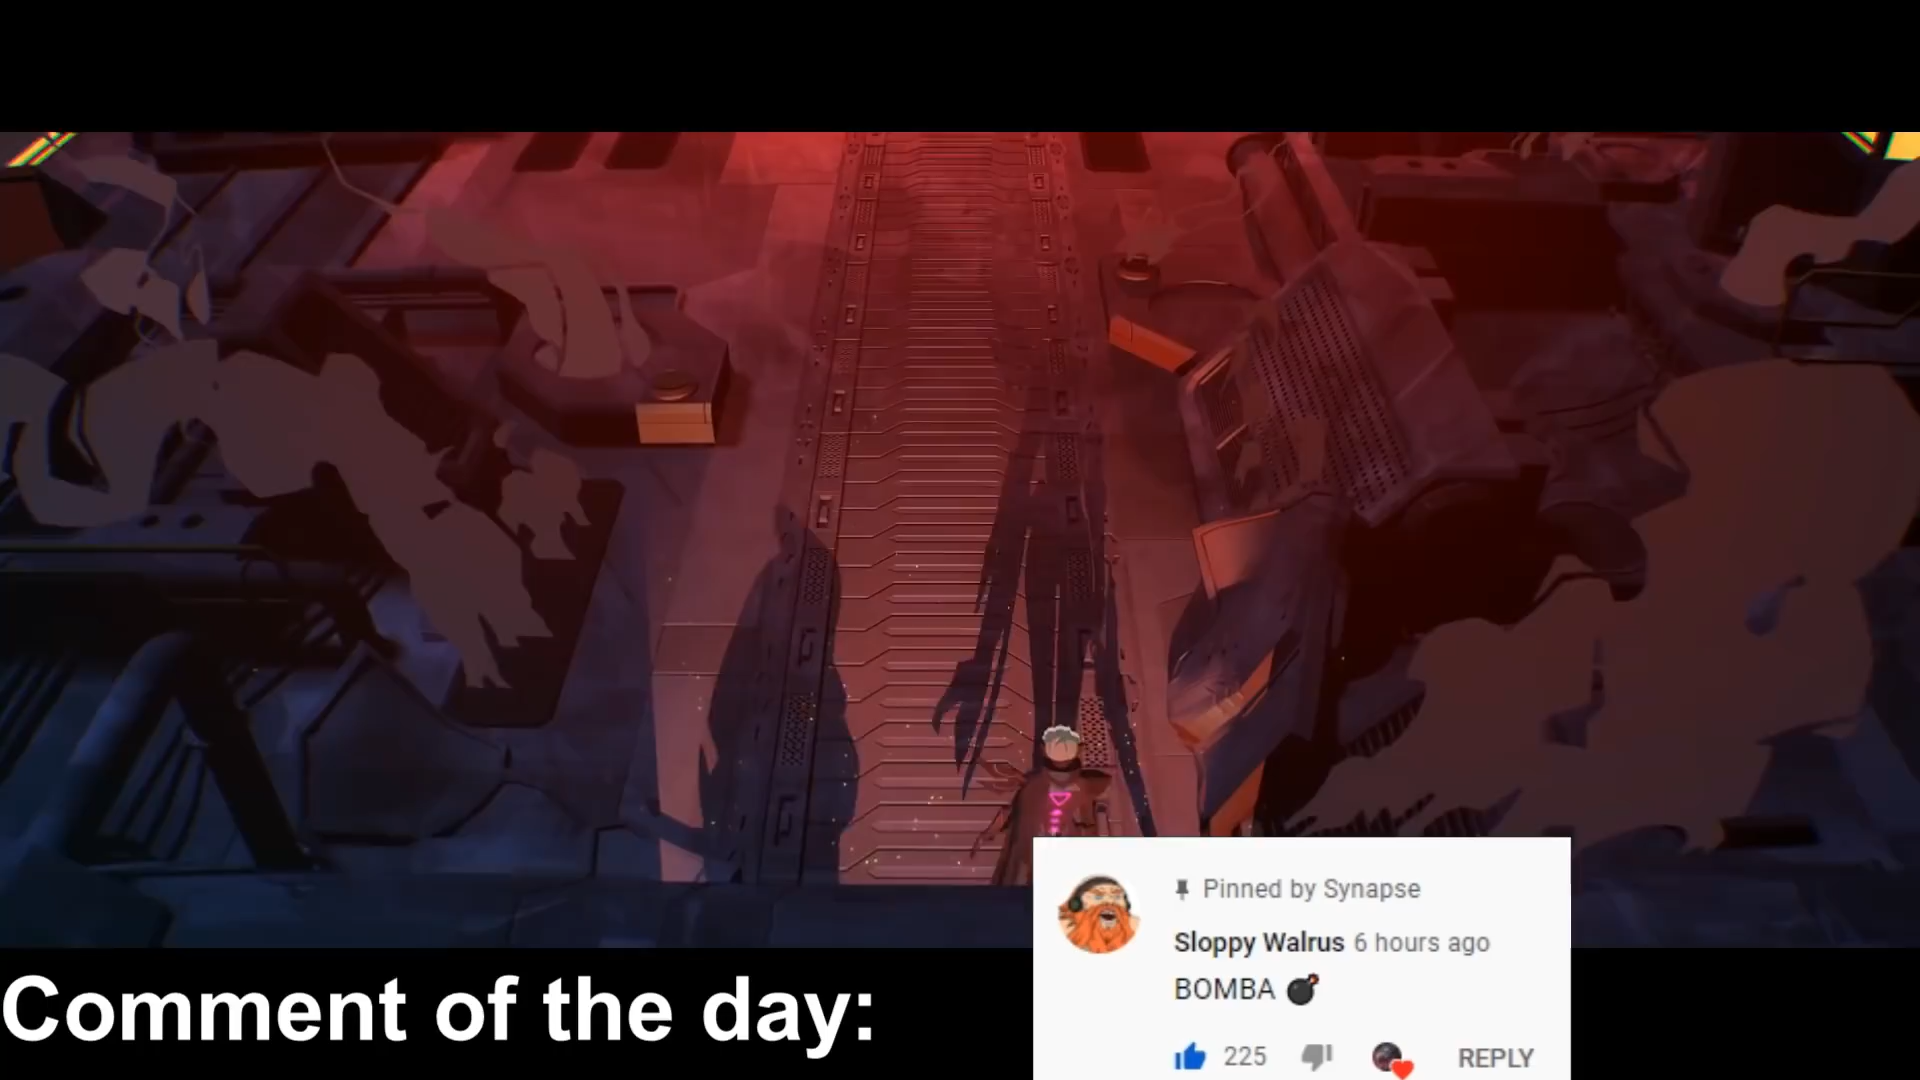 Pinned by Synapse
Sloppy Walrus 6 hours ago
BOMBA 💣
Comment of the day:
225 REPLY